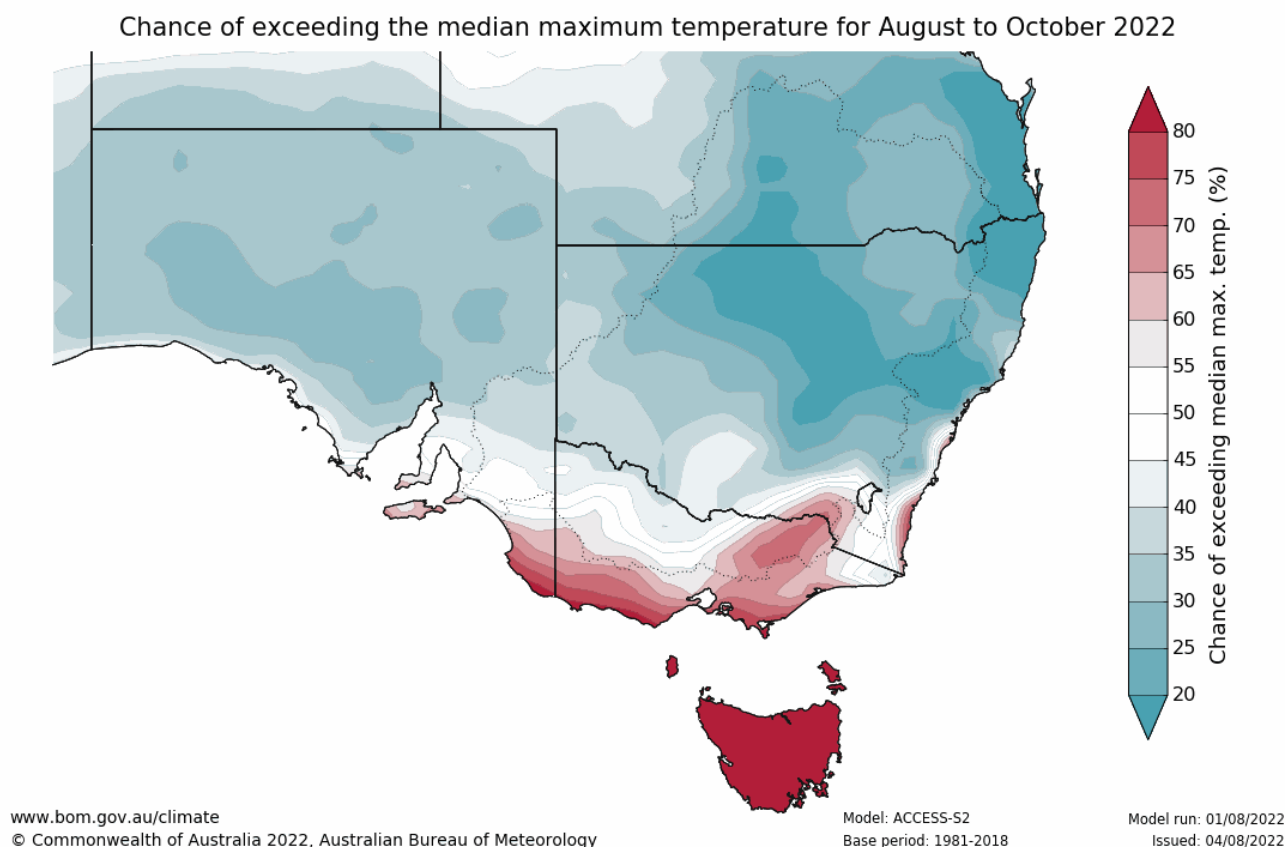 Chance of exceeding the median maximum temperature for August to October 2022
80
75
70
65
60
55
50
45
40
35
30
25
20
Chance of exceeding median max. temp. (%)
www.bom.gov.au/climate
© Commonwealth of Australia 2022, Australian Bureau of Meteorology
Model: ACCESS-S2
Base period: 1981-2018
Model run: 01/08/2022
Issued: 04/08/2022